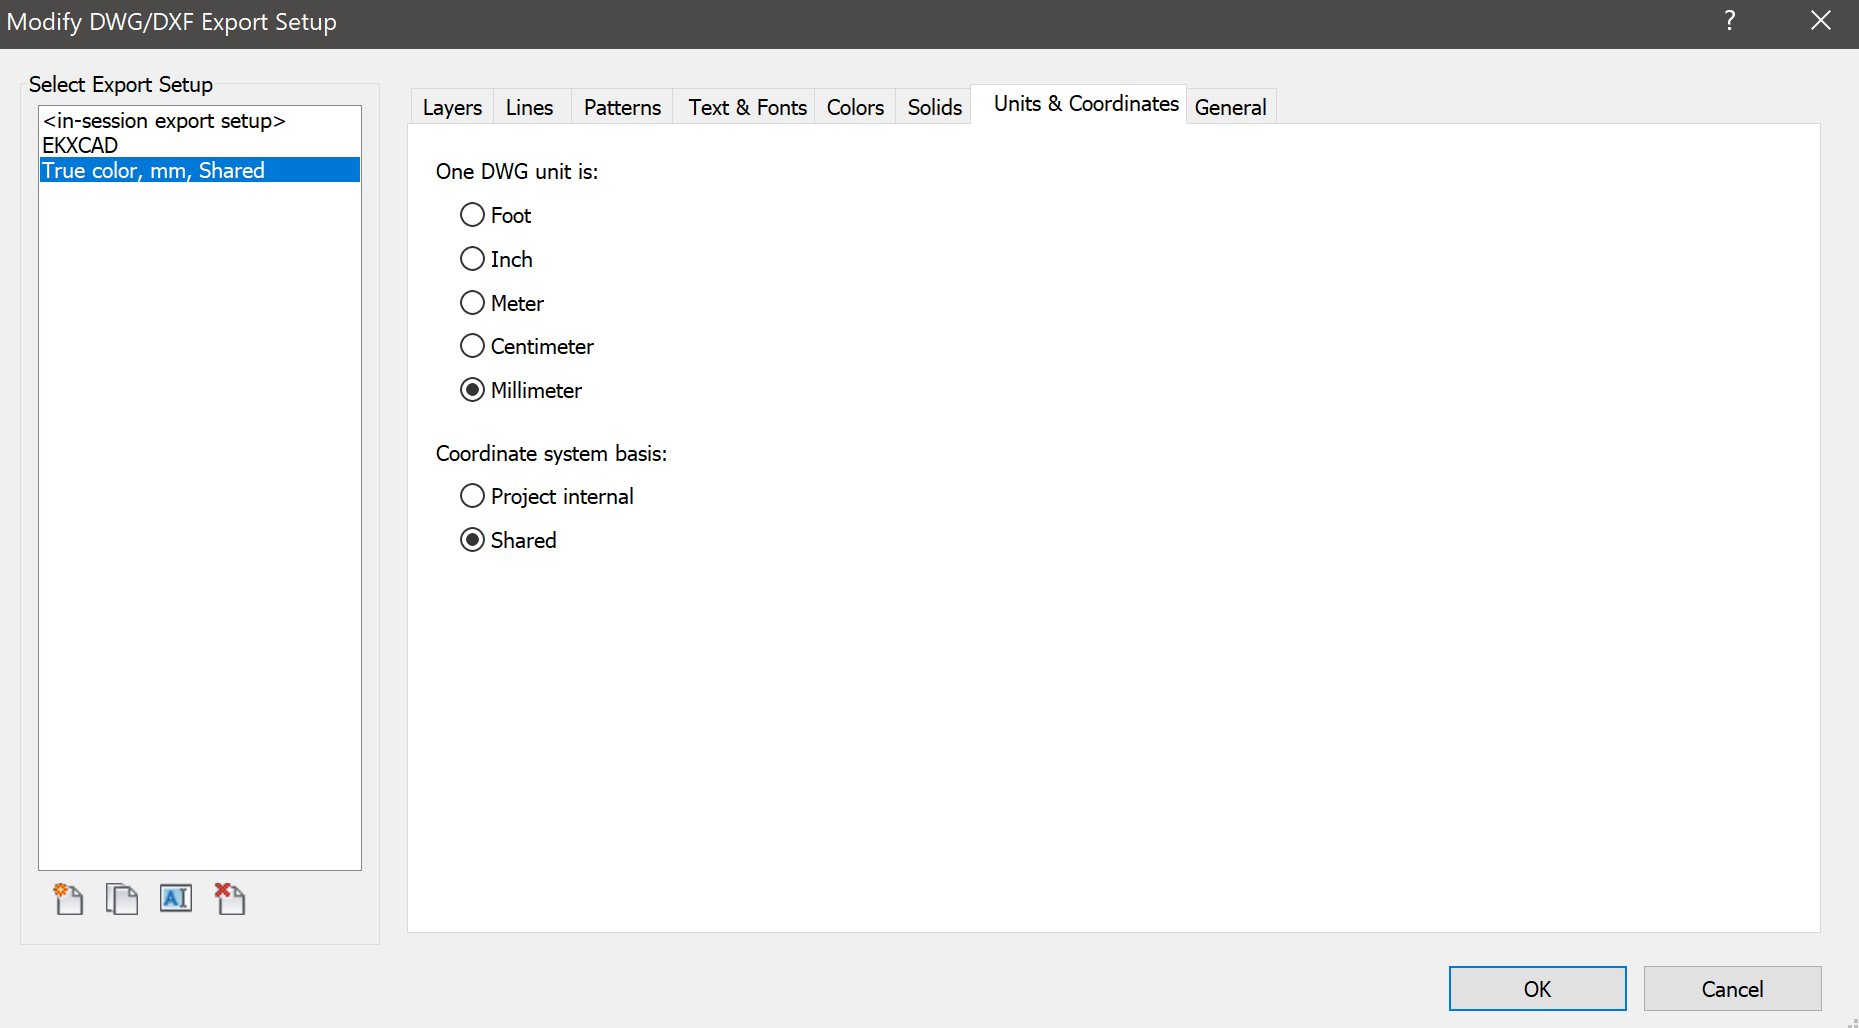 Modify DWG/DXF Export Setup
?
Select Export Setup
<in-session export setup>
EKXCAD
True color, mm, Shared
Layers
Lines
Patterns
Text & Fonts
Colors
Solids
Units & Coordinates
General
One DWG unit is:
Foot
Inch
Meter
Centimeter
Millimeter
Coordinate system basis:
Project internal
Shared
AI
OK
Cancel